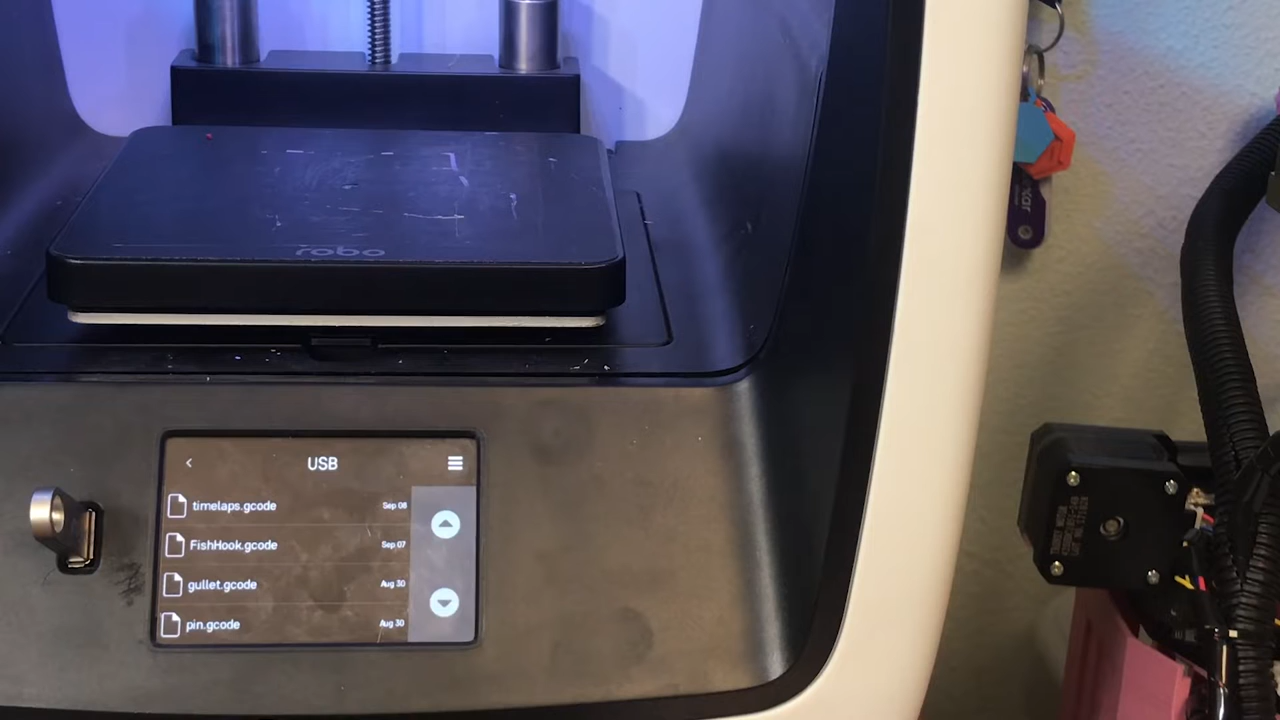 robo
USB
timelaps.gcode Sep 08
FishHook.gcode Sep 07
gullet.gcode Aug 30
pin.gcode Aug 30